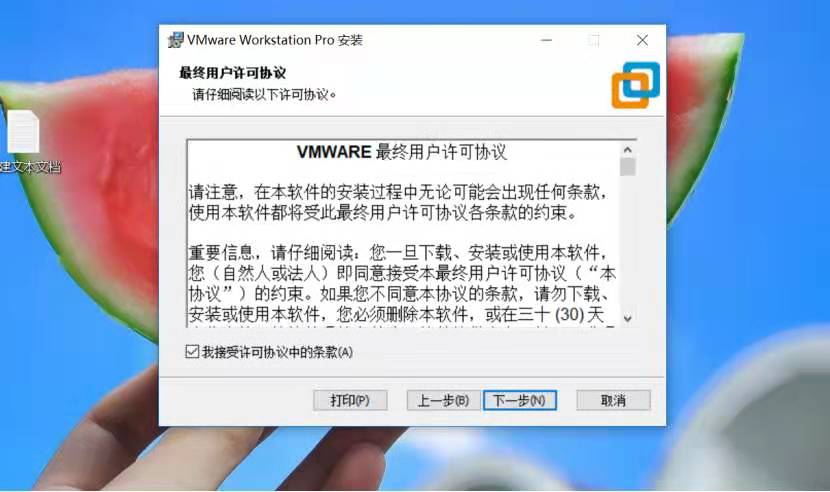 VMware Workstation Pro 安装
最终用户许可协议
请仔细阅读以下许可协议。
VMWARE 最终用户许可协议
请注意，在本软件的安装过程中无论可能会出现任何条款，
使用本软件都将受此最终用户许可协议各条款的约束。
重要信息，请仔细阅读：您一旦下载、安装或使用本软件，
您（自然人或法人）即同意接受本最终用户许可协议（“本
协议”）的约束。如果您不同意本协议的条款，请勿下载、
安装或使用本软件，您必须删除本软件，或在三十 (30) 天
建文本文档
我接受许可协议中的条款(A)
打印(P)
上一步(B)
下一步(N)
取消